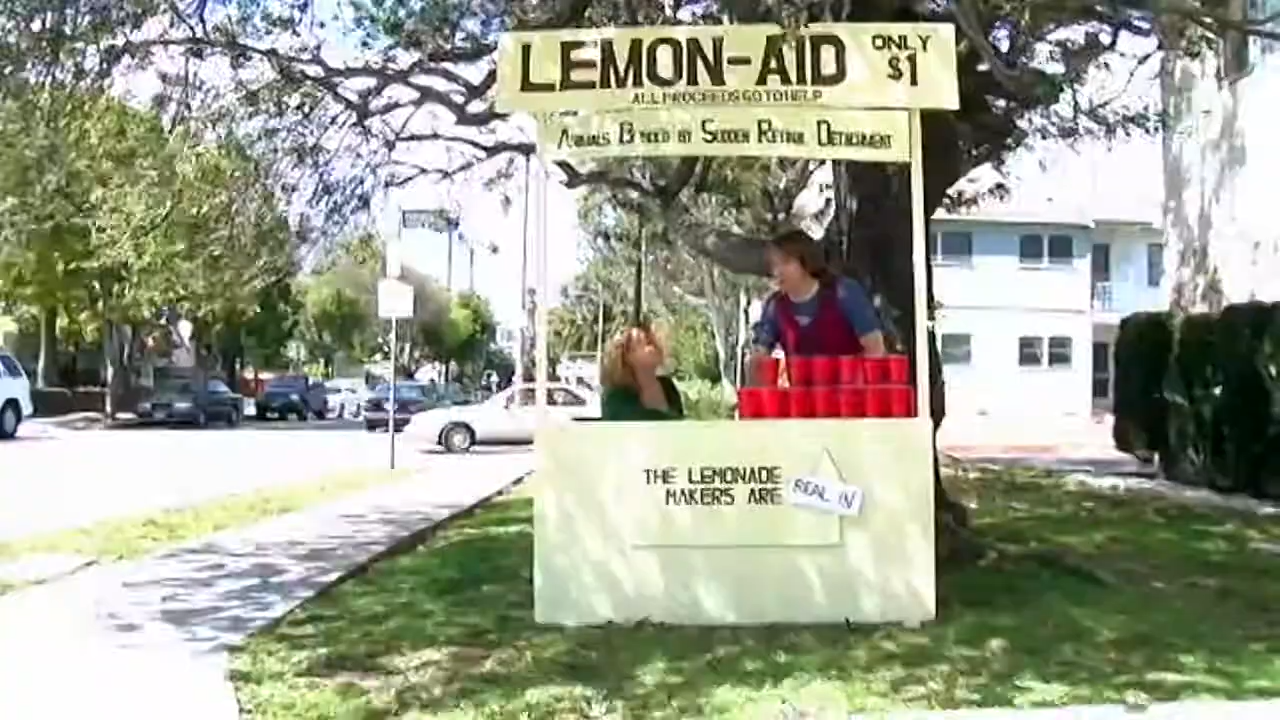 LEMON-AID ONLY $1
ALL PROCEEDS GO TO HELP
ANIMALS BLINDED BY SUDDEN RETINAL DETACHMENT
THE LEMONADE
MAKERS ARE REAL IN